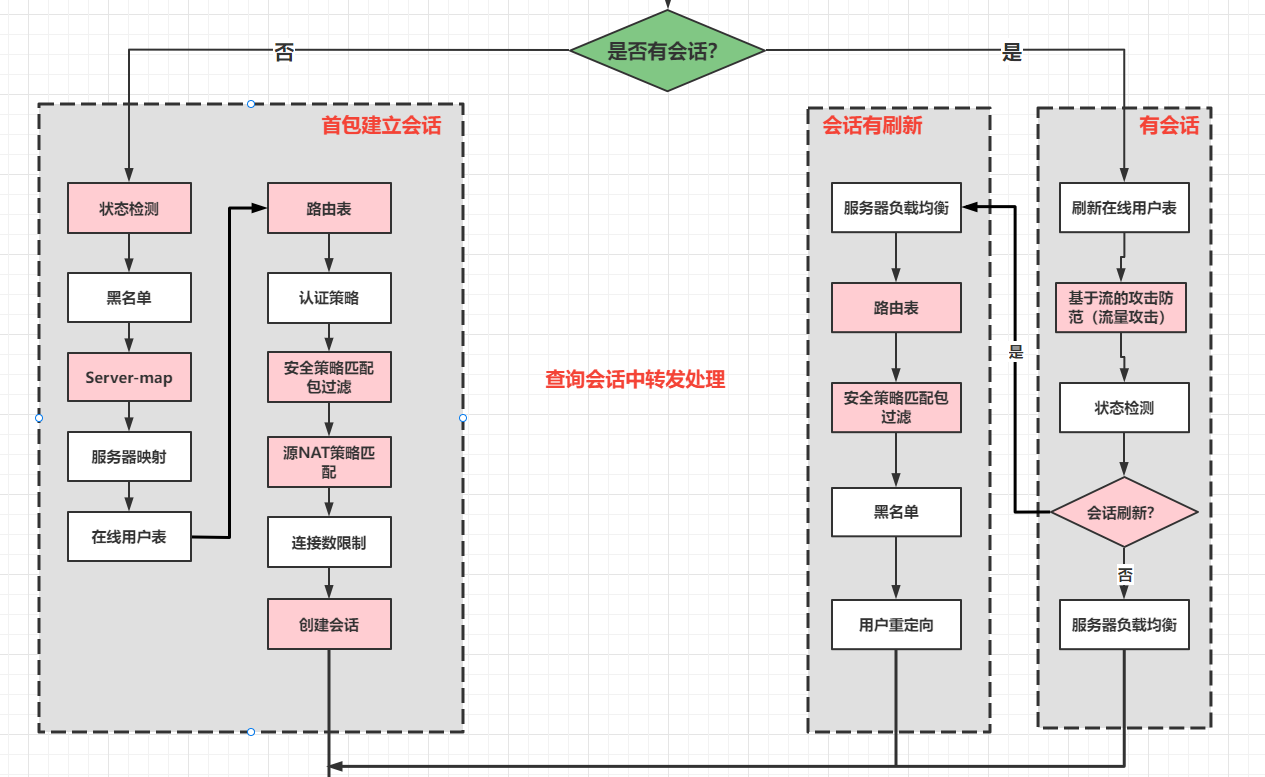 是否有会话?
否
是
首包建立会话
状态检测
黑名单
Server-map
服务器映射
在线用户表
路由表
认证策略
安全策略匹配
包过滤
源NAT策略匹
配
连接数限制
创建会话
查询会话中转发处理
会话有刷新
服务器负载均衡
路由表
安全策略匹配包
过滤
黑名单
用户重定向
是
有会话
刷新在线用户表
基于流的攻击防
范（流量攻击）
状态检测
会话刷新?
否
服务器负载均衡